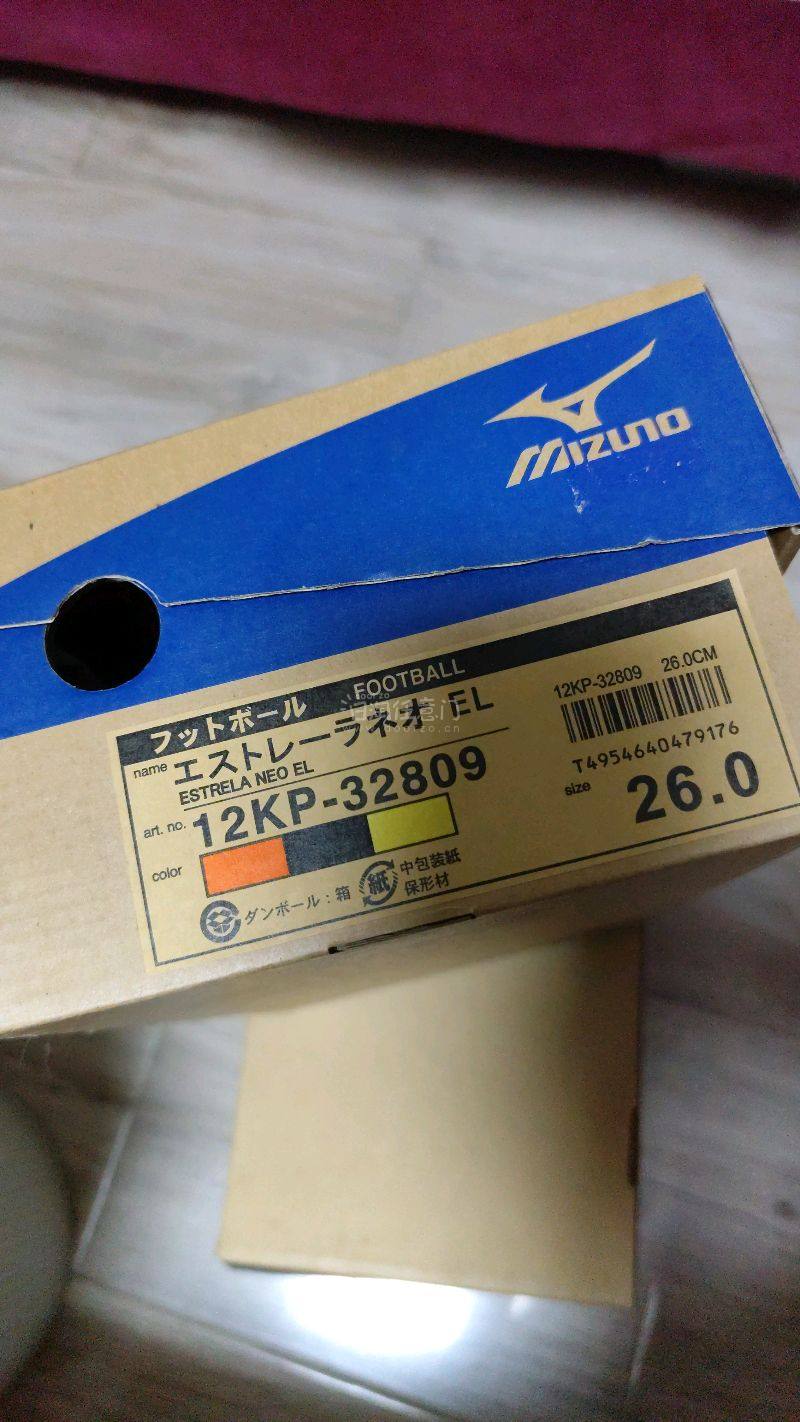 MIZUNO
フットボール FOOTBALL
name エストレーラネオ EL
ESTRELA NEO EL
art. no. 12KP-32809
color
ダンボール：箱 紙 中包装紙
保形材
12KP-32809 26.0CM
T4954640479176
size 26.0